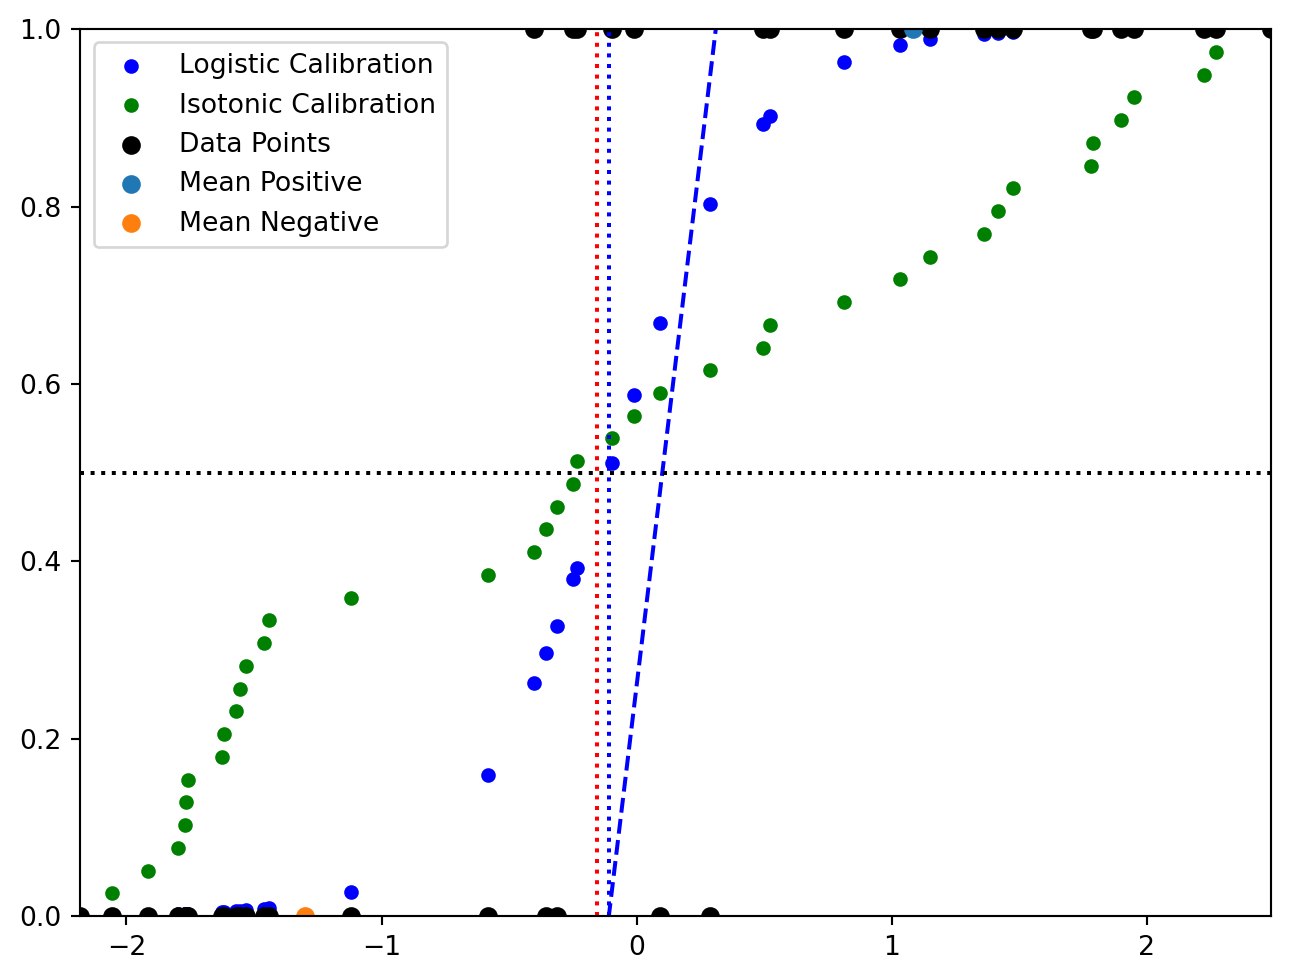 1.0
0.8
0.6
0.4
0.2
0.0
Logistic Calibration
Isotonic Calibration
Data Points
Mean Positive
Mean Negative
−2
−1
0
1
2